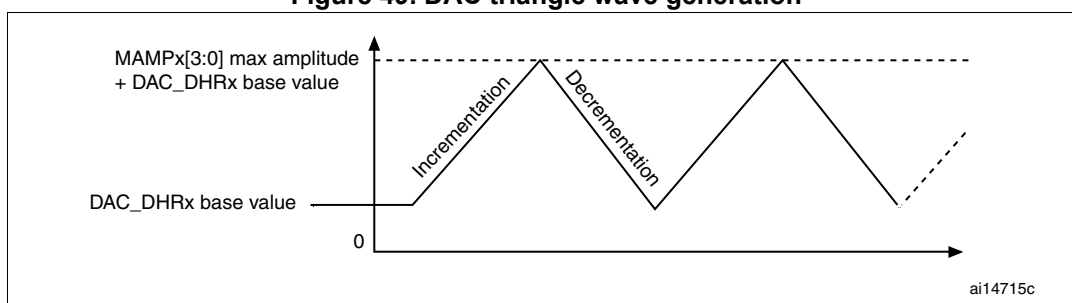 Figure DAC triangle wave generation
MAMPx[3:0] max amplitude
+ DAC_DHRx base value
Incrementation
Decrementation
DAC_DHRx base value
0
ai14715c